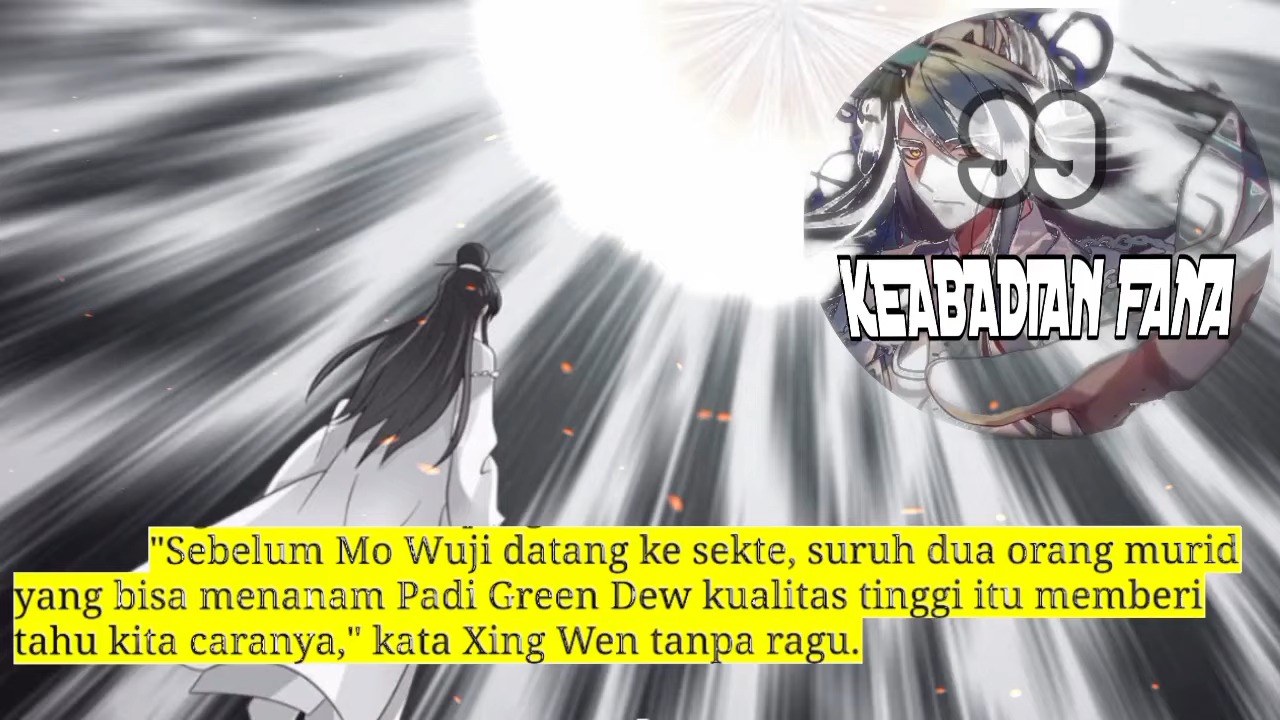 99
KEABADIAN FANA
"Sebelum Mo Wuji datang ke sekte, suruh dua orang murid
yang bisa menanam Padi Green Dew kualitas tinggi itu memberi
tahu kita caranya," kata Xing Wen tanpa ragu.